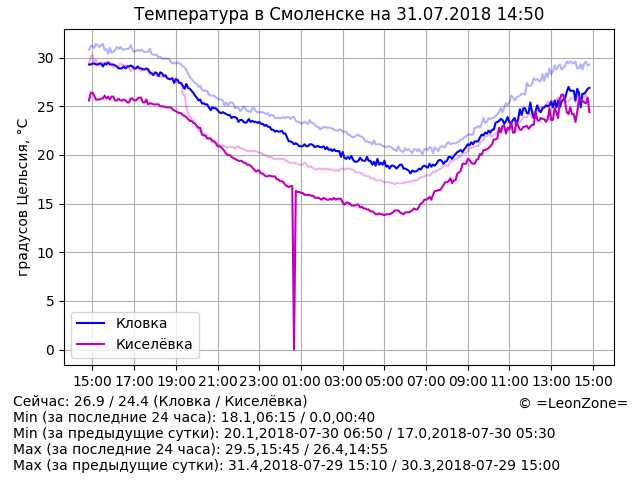 Температура в Смоленске на 31.07.2018 14:50
градусов Цельсия, °C
30
25
20
15
10
5
0
Кловка
Киселёвка
15:00 17:00 19:00 21:00 23:00 01:00 03:00 05:00 07:00 09:00 11:00 13:00 15:00
Сейчас: 26.9 / 24.4 (Кловка / Киселёвка)
© =LeonZone=
Min (за последние 24 часа): 18.1,06:15 / 0.0,00:40
Min (за предыдущие сутки): 20.1,2018-07-30 06:50 / 17.0,2018-07-30 05:30
Max (за последние 24 часа): 29.5,15:45 / 26.4,14:55
Max (за предыдущие сутки): 31.4,2018-07-29 15:10 / 30.3,2018-07-29 15:00